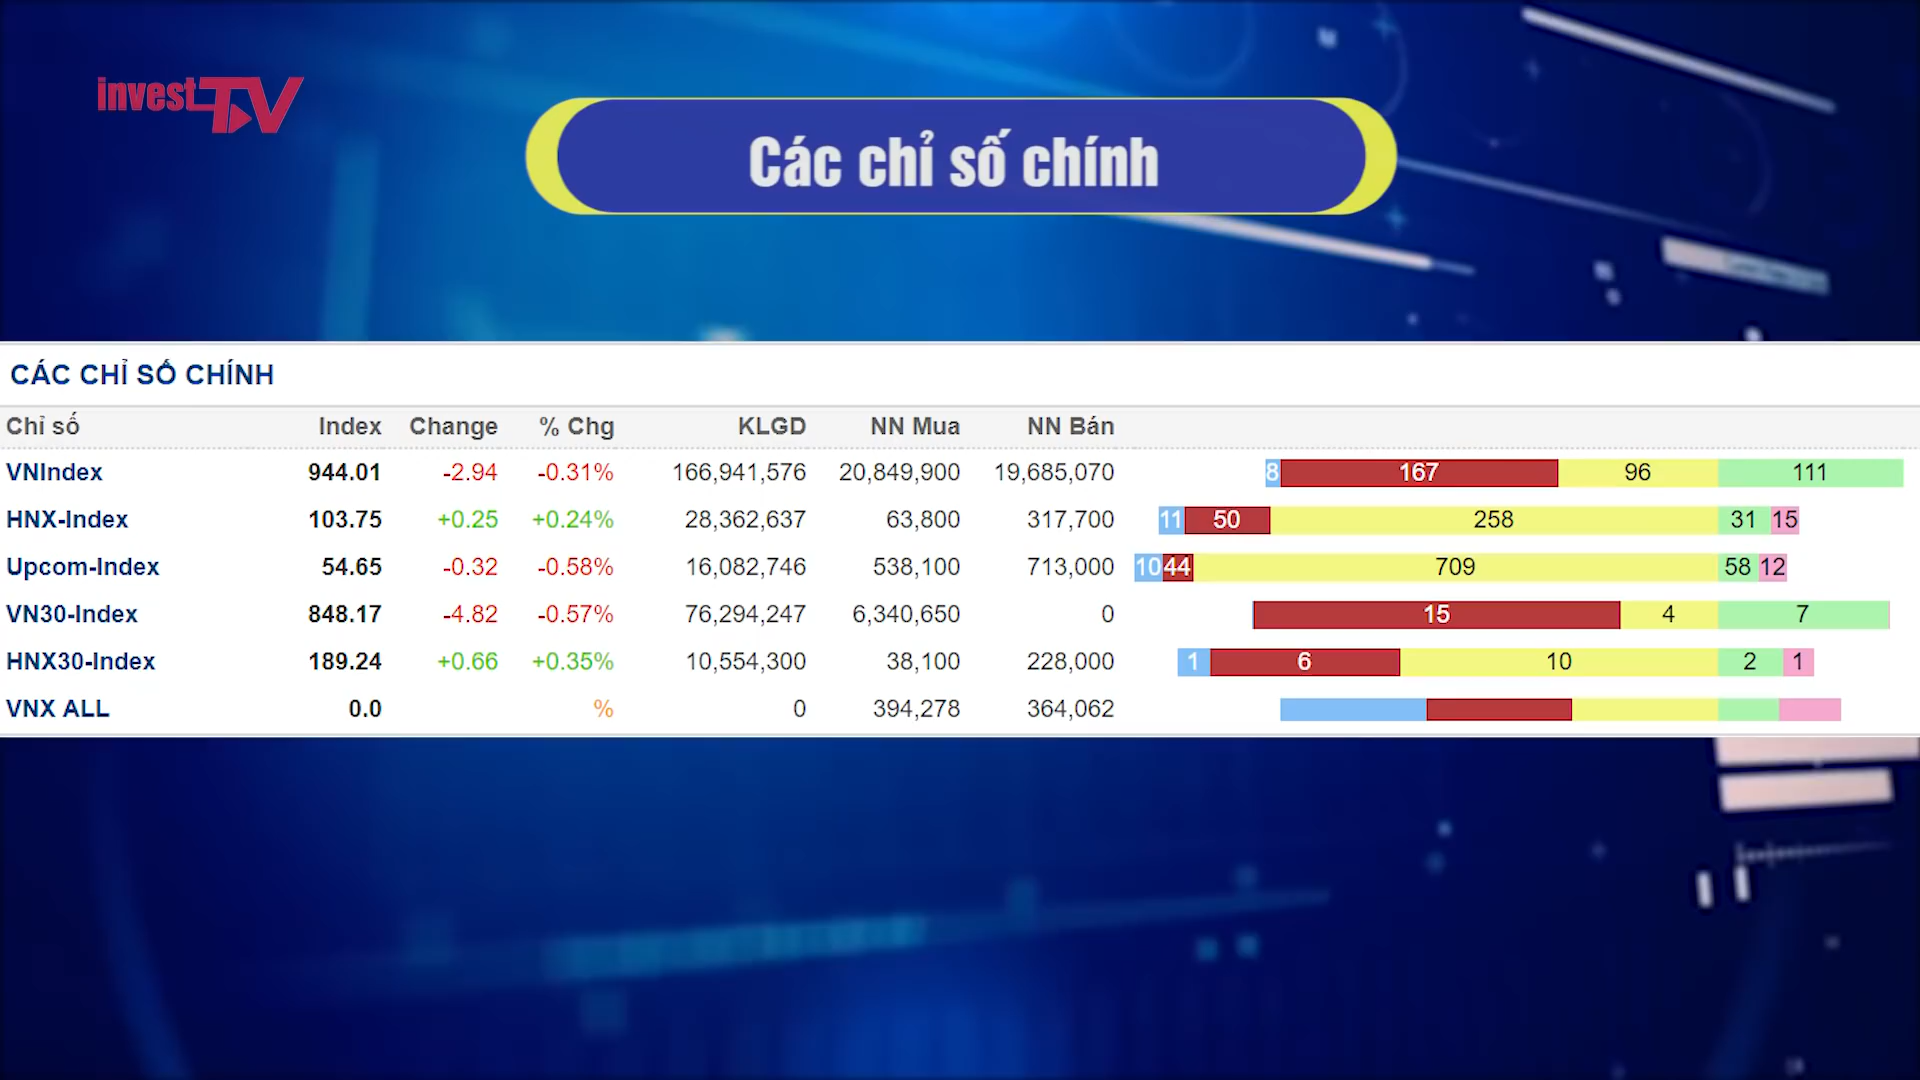 investTV
Các chỉ số chính
CÁC CHỈ SỐ CHÍNH
Chỉ số Index Change % Chg KLGD NN Mua NN Bán
VNIndex 944.01 -2.94 -0.31% 166,941,576 20,849,900 19,685,070 8 167 96 111
HNX-Index 103.75 +0.25 +0.24% 28,362,637 63,800 317,700 11 50 258 31 15
Upcom-Index 54.65 -0.32 -0.58% 16,082,746 538,100 713,000 10 44 709 58 12
VN30-Index 848.17 -4.82 -0.57% 76,294,247 6,340,650 0 15 4 7
HNX30-Index 189.24 +0.66 +0.35% 10,554,300 38,100 228,000 1 6 10 2 1
VNX ALL 0.0 % 0 394,278 364,062